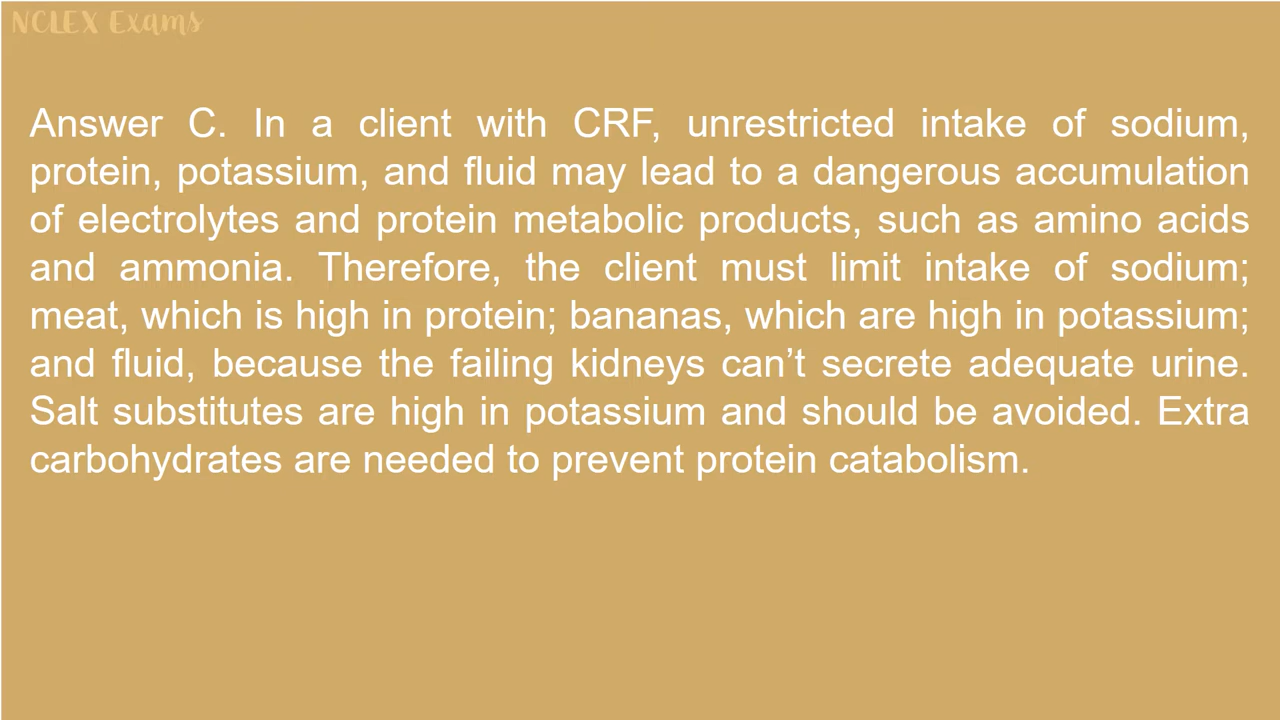 NCLEX Exams
Answer C. In a client with CRF, unrestricted intake of sodium,
protein, potassium, and fluid may lead to a dangerous accumulation
of electrolytes and protein metabolic products, such as amino acids
and ammonia. Therefore, the client must limit intake of sodium;
meat, which is high in protein; bananas, which are high in potassium;
and fluid, because the failing kidneys can’t secrete adequate urine.
Salt substitutes are high in potassium and should be avoided. Extra
carbohydrates are needed to prevent protein catabolism.